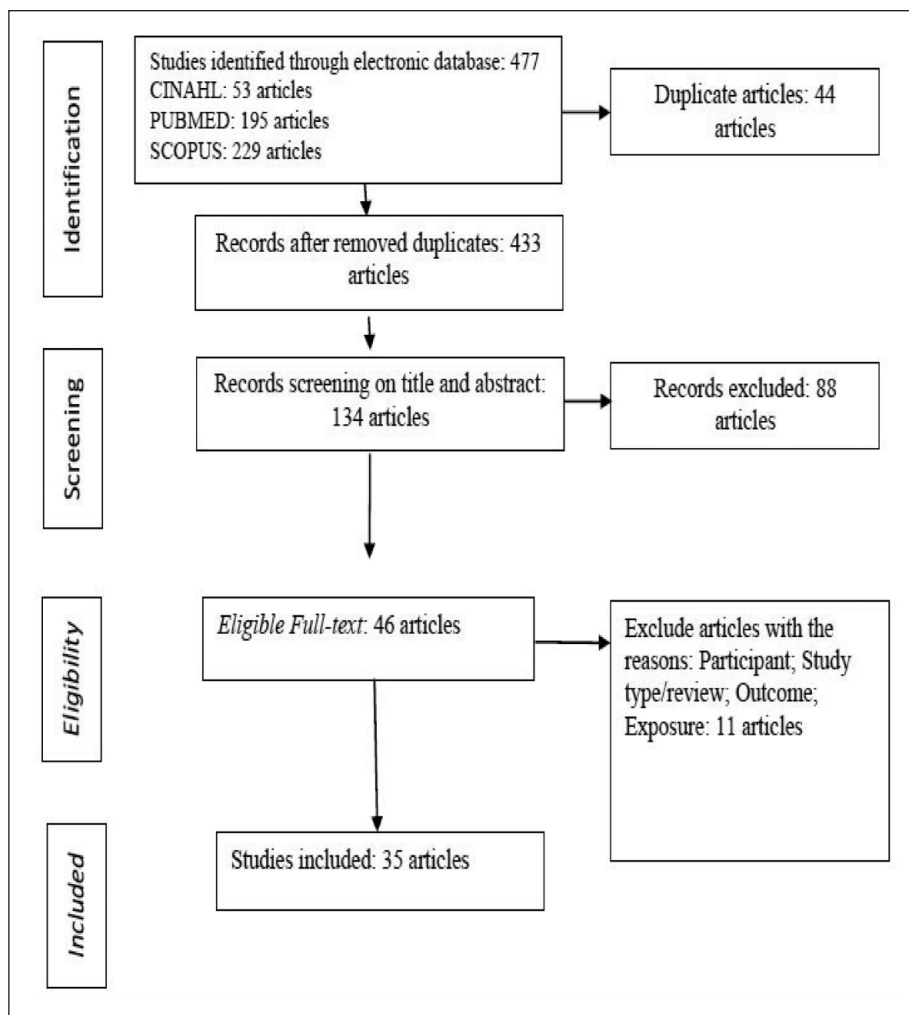 Identification
Studies identified through electronic database: 477
CINAHL: 53 articles
PUBMED: 195 articles
SCOPUS: 229 articles
Duplicate articles: 44
articles
Records after removed duplicates: 433
articles
Screening
Records screening on title and abstract:
134 articles
Records excluded: 88
articles
Eligibility
Eligible Full-text: 46 articles
Exclude articles with the
reasons: Participant; Study
type/review; Outcome;
Exposure: 11 articles
Included
Studies included: 35 articles